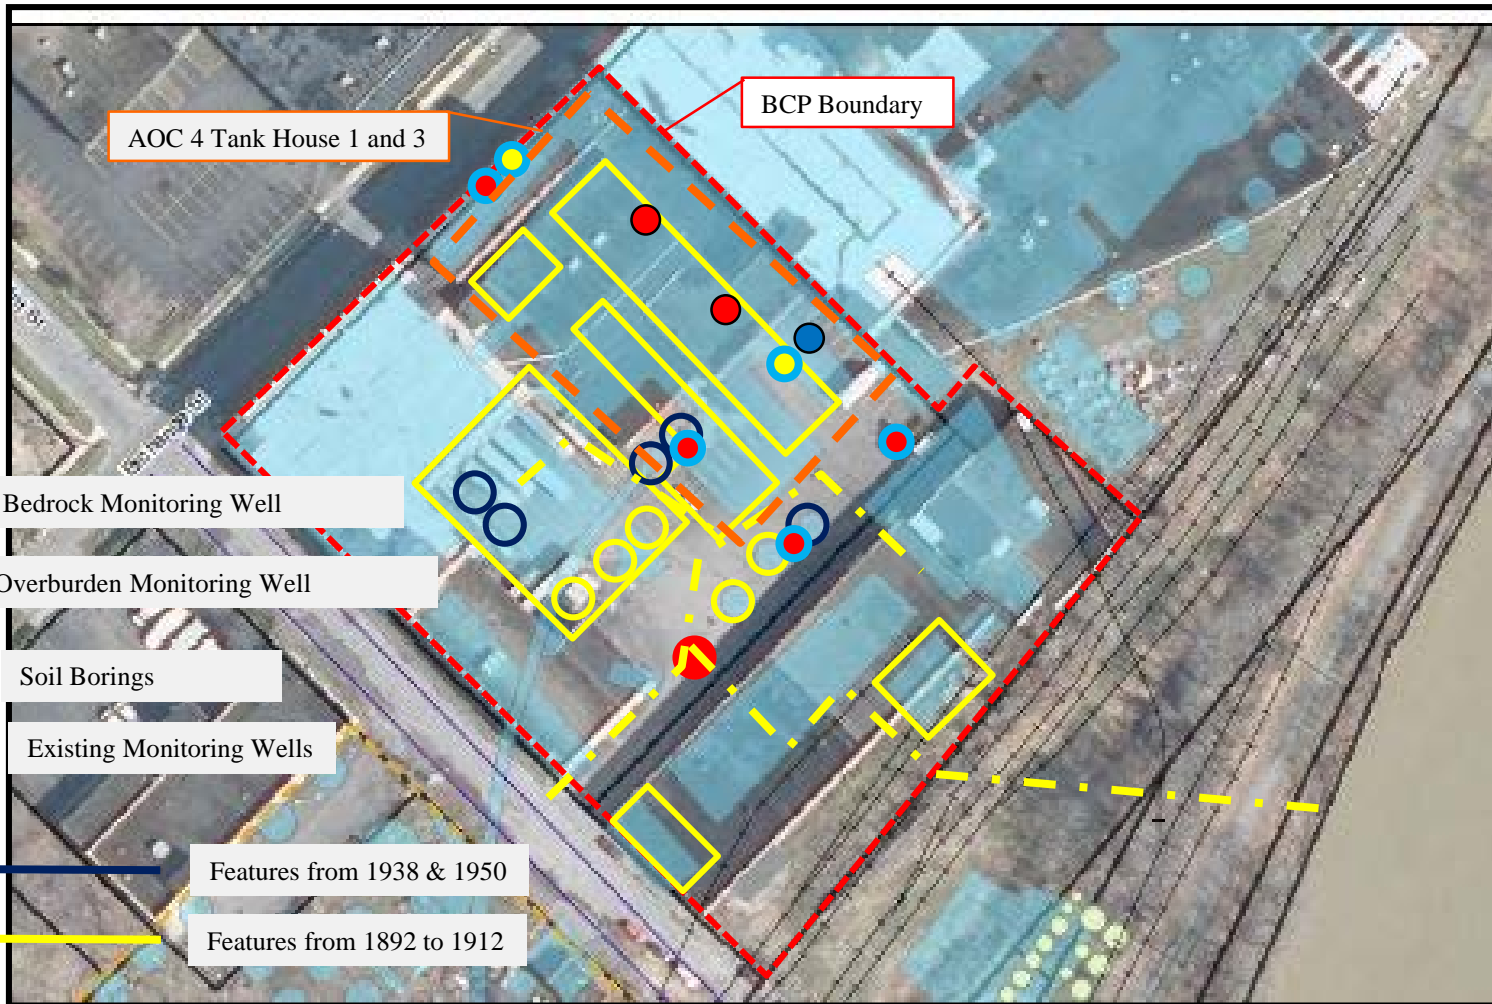 BCP Boundary
AOC 4 Tank House 1 and 3
Bedrock Monitoring Well
Overburden Monitoring Well
Soil Borings
Existing Monitoring Wells
Features from 1938 & 1950
Features from 1892 to 1912